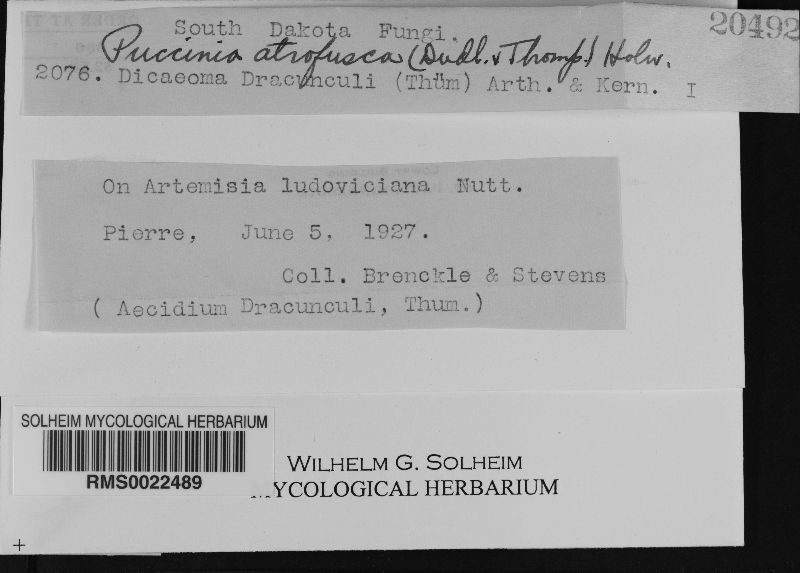 South Dakota Fungi.
20492
Puccinia atrofusca (Dudl. & Thomp.) Holw.
2076. Dicaeoma Dracunculi (Thüm) Arth. & Kern. I
On Artemisia ludoviciana Nutt.
Pierre, June 5, 1927.
Coll. Brenckle & Stevens
( Aecidium Dracunculi, Thum.)
SOLHEIM MYCOLOGICAL HERBARIUM
RMS0022489
WILHELM G. SOLHEIM
MYCOLOGICAL HERBARIUM